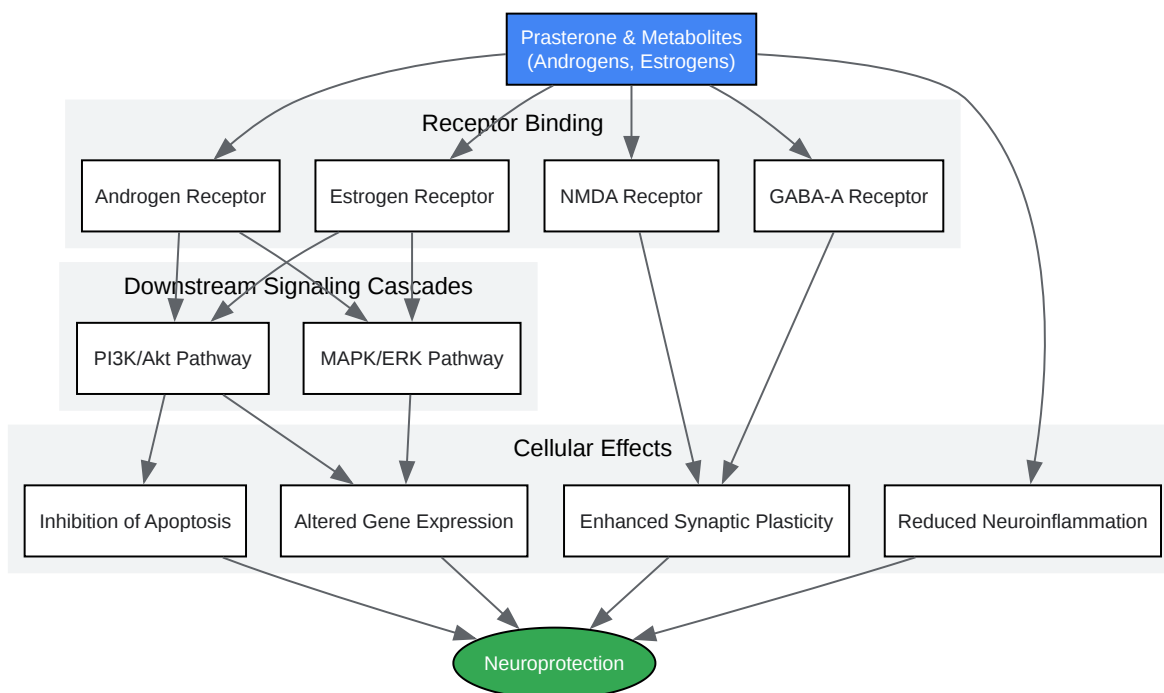 Prasterone & Metabolites
(Androgens, Estrogens)
Receptor Binding
Androgen Receptor
Estrogen Receptor
NMDA Receptor
GABA-A Receptor
Downstream Signaling Cascades
PI3K/Akt Pathway
MAPK/ERK Pathway
Cellular Effects
Inhibition of Apoptosis
Altered Gene Expression
Enhanced Synaptic Plasticity
Reduced Neuroinflammation
Neuroprotection